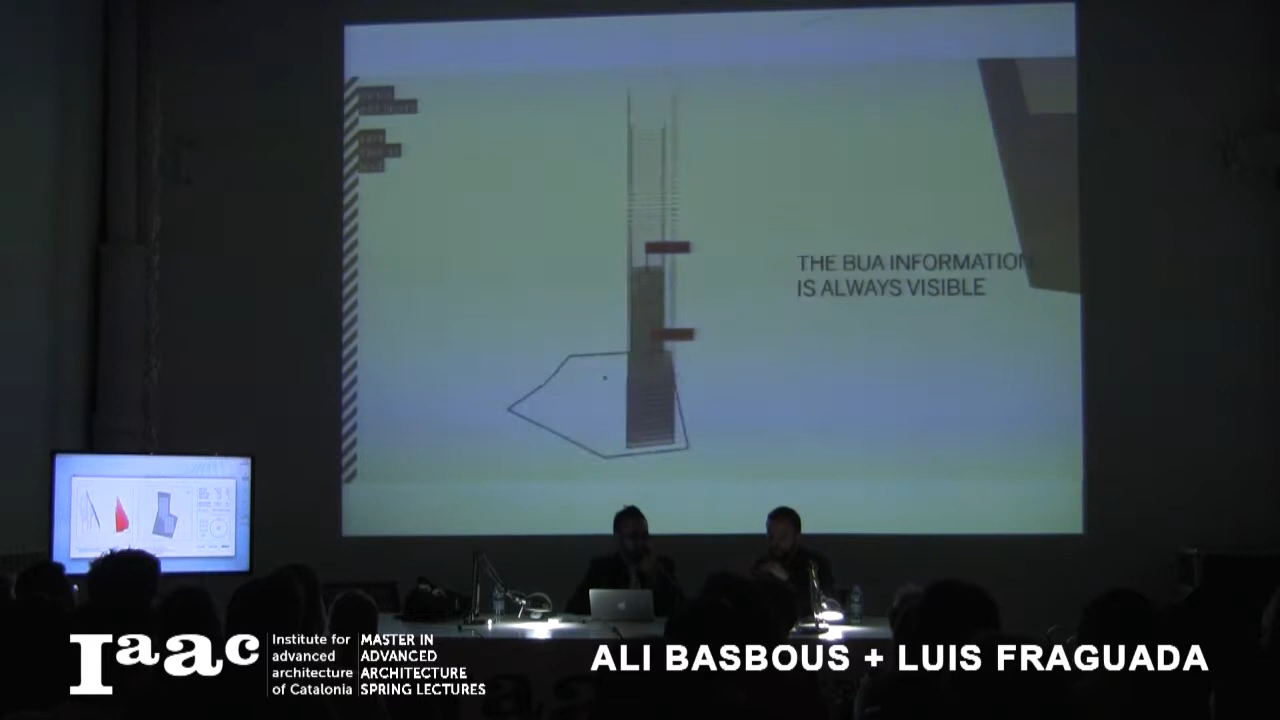 THE BUA INFORMATION
IS ALWAYS VISIBLE
Iaac
Institute for
advanced
architecture
of Catalonia
MASTER IN
ADVANCED
ARCHITECTURE
SPRING LECTURES
ALI BASBOUS + LUIS FRAGUADA